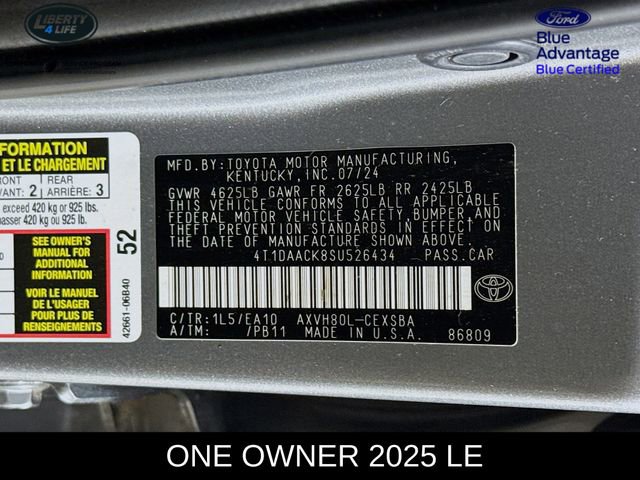 LIBERTY
4 LIFE
Ford
Blue
Advantage
Blue Certified
FORMATION
ET LE CHARGEMENT
FRONT REAR
VANT: 2 ARRIÈRE: 3
exceed 420 kg or 925 lbs.
passer 420 kg ou 925 lb.
SEE OWNER'S
MANUAL FOR
ADDITIONAL
INFORMATION
VOIR LE MANUEL
DE L'USAGER
POUR PLUS DE
RENSEIGNEMENTS
52
42661-06B40
MFD.BY:TOYOTA MOTOR MANUFACTURING,
KENTUCKY,INC.07/24
GVWR 4625LB GAWR FR 2625LB RR 2425LB
THIS VEHICLE CONFORMS TO ALL APPLICABLE
FEDERAL MOTOR VEHICLE SAFETY,BUMPER,AND
THEFT PREVENTION STANDARDS IN EFFECT ON
THE DATE OF MANUFACTURE SHOWN ABOVE.
4T1DAACK8SU526434 PASS.CAR
C/TR:1L5/EA10 AXVH80L-CEXSBA
A/TM: /PB11 MADE IN U.S.A. 86809
ONE OWNER 2025 LE